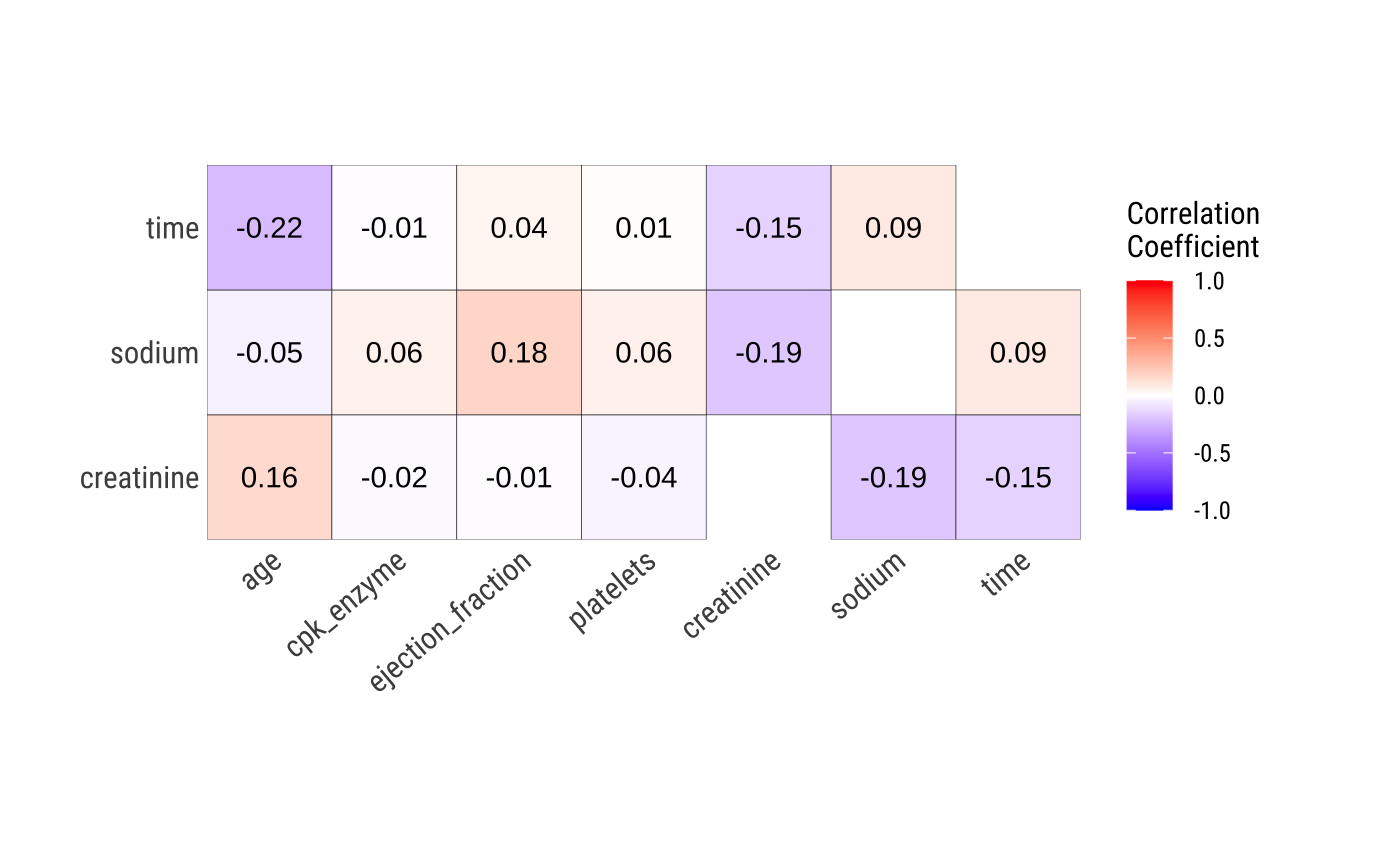 time -0.22 -0.01 0.04 0.01 -0.15 0.09
sodium -0.05 0.06 0.18 0.06 -0.19 0.09
creatinine 0.16 -0.02 -0.01 -0.04 -0.19 -0.15
age cpk_enzyme ejection_fraction platelets creatinine sodium time
Correlation
Coefficient
1.0
0.5
0.0
-0.5
-1.0